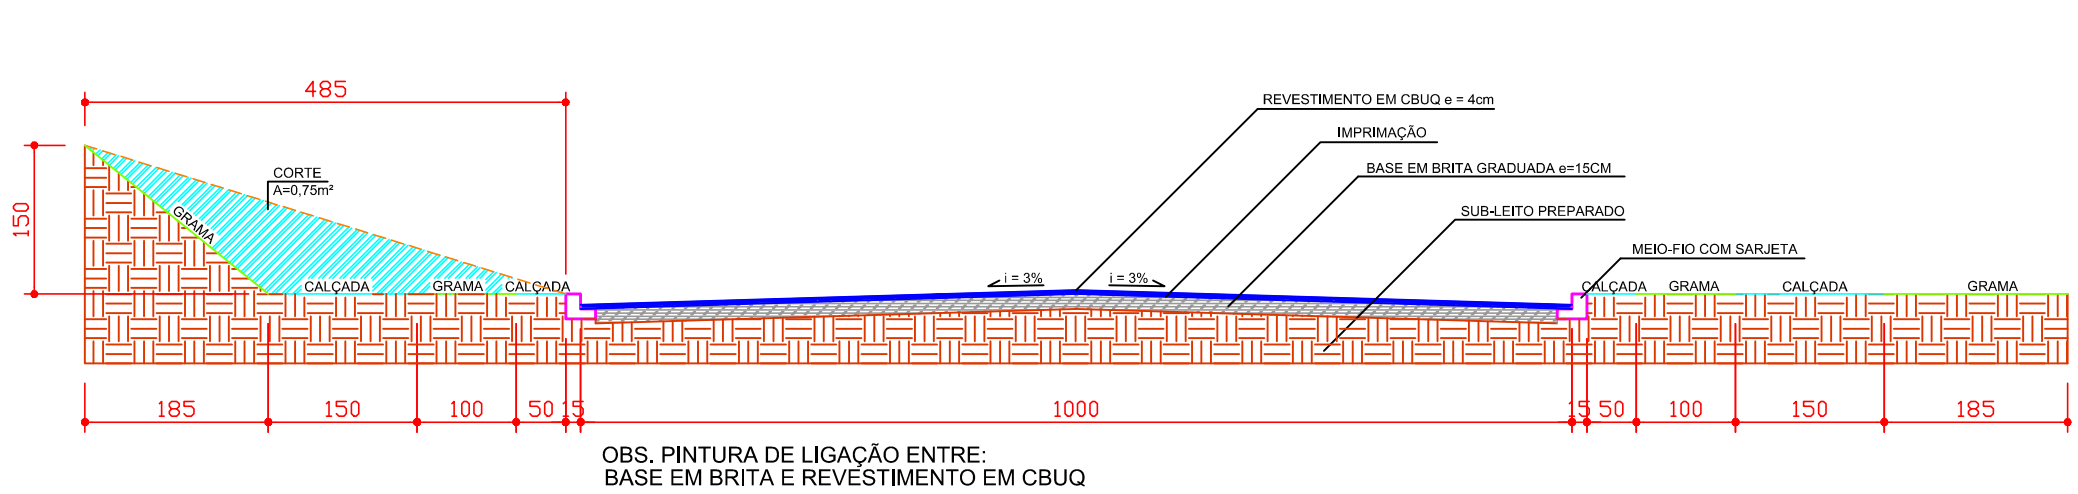 485
REVESTIMENTO EM CBUQ e = 4cm
IMPRIMAÇÃO
BASE EM BRITA GRADUADA e=15CM
CORTE
A=0,75m²
150
GRAMA
SUB-LEITO PREPARADO
MEIO-FIO COM SARJETA
i = 3%
i = 3%
CALÇADA
GRAMA
CALÇADA
CALÇADA
GRAMA
CALÇADA
GRAMA
185
150
100
50
15
1000
15
50
100
150
185
OBS. PINTURA DE LIGAÇÃO ENTRE:
BASE EM BRITA E REVESTIMENTO EM CBUQ